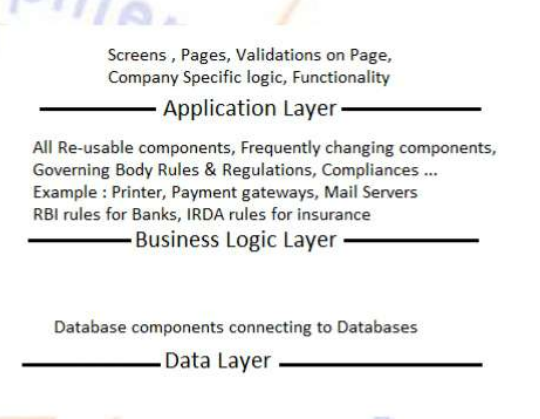 Screens , Pages, Validations on Page,
Company Specific logic, Functionality
Application Layer
All Re-usable components, Frequently changing components,
Governing Body Rules & Regulations, Compliances ...
Example : Printer, Payment gateways, Mail Servers
RBI rules for Banks, IRDA rules for insurance
Business Logic Layer
Database components connecting to Databases
Data Layer